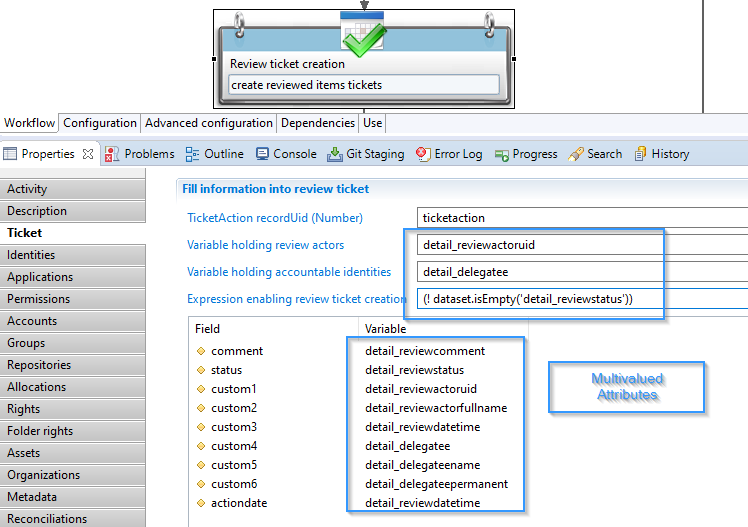 Review ticket creation
create reviewed items tickets
Workflow Configuration Advanced configuration Dependencies Use
Properties Problems Outline Console Git Staging Error Log Progress Search History
Activity
Description
Ticket
Identities
Applications
Permissions
Accounts
Groups
Repositories
Allocations
Rights
Folder rights
Assets
Organizations
Metadata
Reconciliations
Fill information into review ticket
TicketAction recordUid (Number) ticketaction
Variable holding review actors detail_reviewactoruid
Variable holding accountable identities detail_delegatee
Expression enabling review ticket creation (! dataset.isEmpty('detail_reviewstatus'))
Field Variable
comment detail_reviewcomment
status detail_reviewstatus
custom1 detail_reviewactoruid
custom2 detail_reviewactorfullname
custom3 detail_reviewdatetime
custom4 detail_delegatee
custom5 detail_delegateename
custom6 detail_delegateepermanent
actiondate detail_reviewdatetime
Multivalued
Attributes